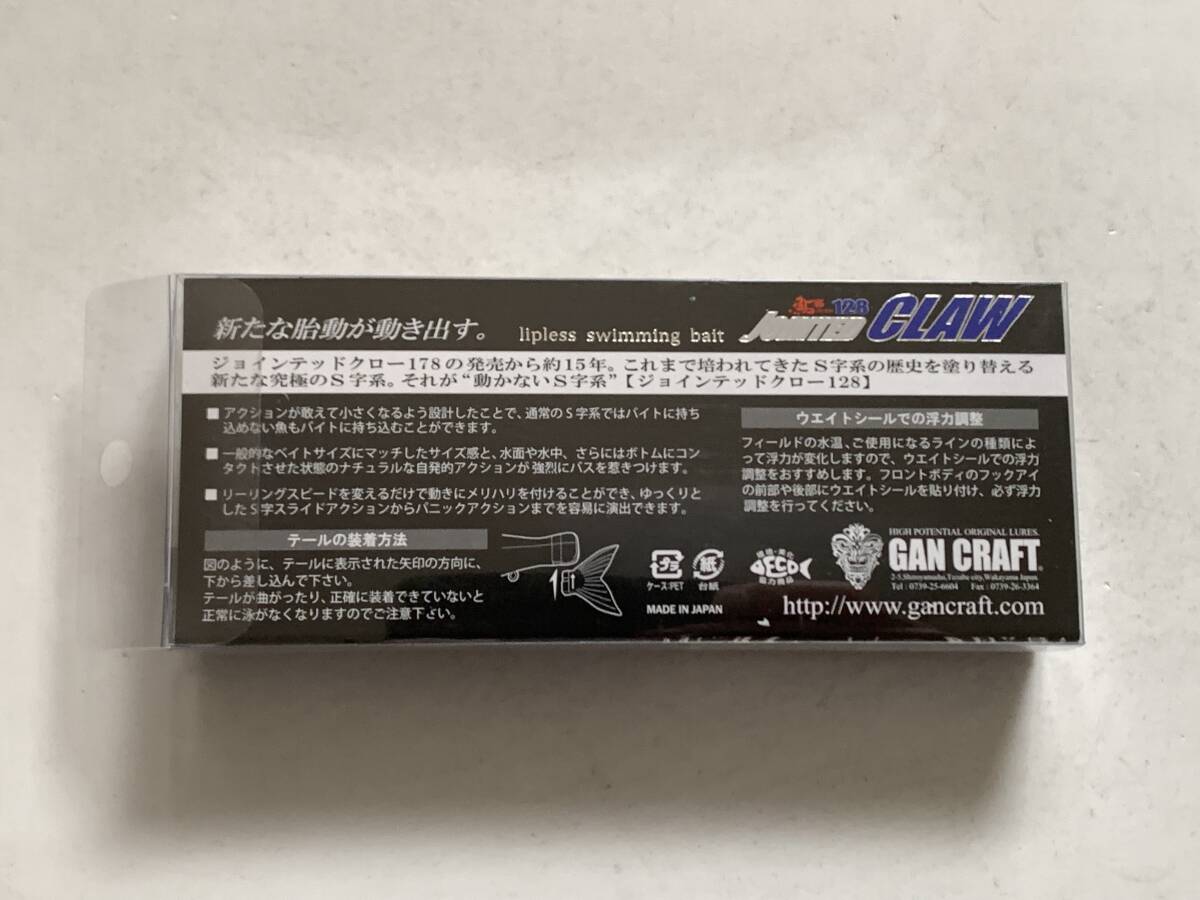 新たな胎動が動き出す。
lipless swimming bait
JOINTED 128 CLAW
ジョインテッドクロー178の発売から約15年。これまで培われてきたS字系の歴史を塗り替える
新たな究極のS字系。それが“動かないS字系”【ジョインテッドクロー128】
■ アクションが敢えて小さくなるよう設計したことで、通常のS字系ではバイトに持ち
込めない魚もバイトに持ち込むことができます。
■ 一般的なベイトサイズにマッチしたサイズ感と、水面や水中、さらにはボトムにコン
タクトさせた状態のナチュラルな自発的アクションが強烈にバスを惹きつけます。
■ リーリングスピードを変えるだけで動きにメリハリを付けることができ、ゆっくりと
したS字スライドアクションからパニックアクションまでを容易に演出できます。
テールの装着方法
図のように、テールに表示された矢印の方向に、
下から差し込んで下さい。
テールが曲がったり、正確に装着できていないと
正常に泳がなくなりますのでご注意下さい。
ウエイトシールでの浮力調整
フィールドの水温、ご使用になるラインの種類によ
って浮力が変化しますので、ウエイトシールでの浮力
調整をおすすめします。フロントボディのフックアイ
の前部や後部にウエイトシールを貼り付け、必ず浮力
調整を行ってください。
プラ
ケース:PET
紙
台紙
ECO
協力商品
MADE IN JAPAN
HIGH POTENTIAL ORIGINAL LURES.
GAN CRAFT
2-5,Shinyamashi,Tanabe city,Wakayama Japan.
Tel : 0739-25-6604 Fax : 0739-26-3364
http://www.gancraft.com